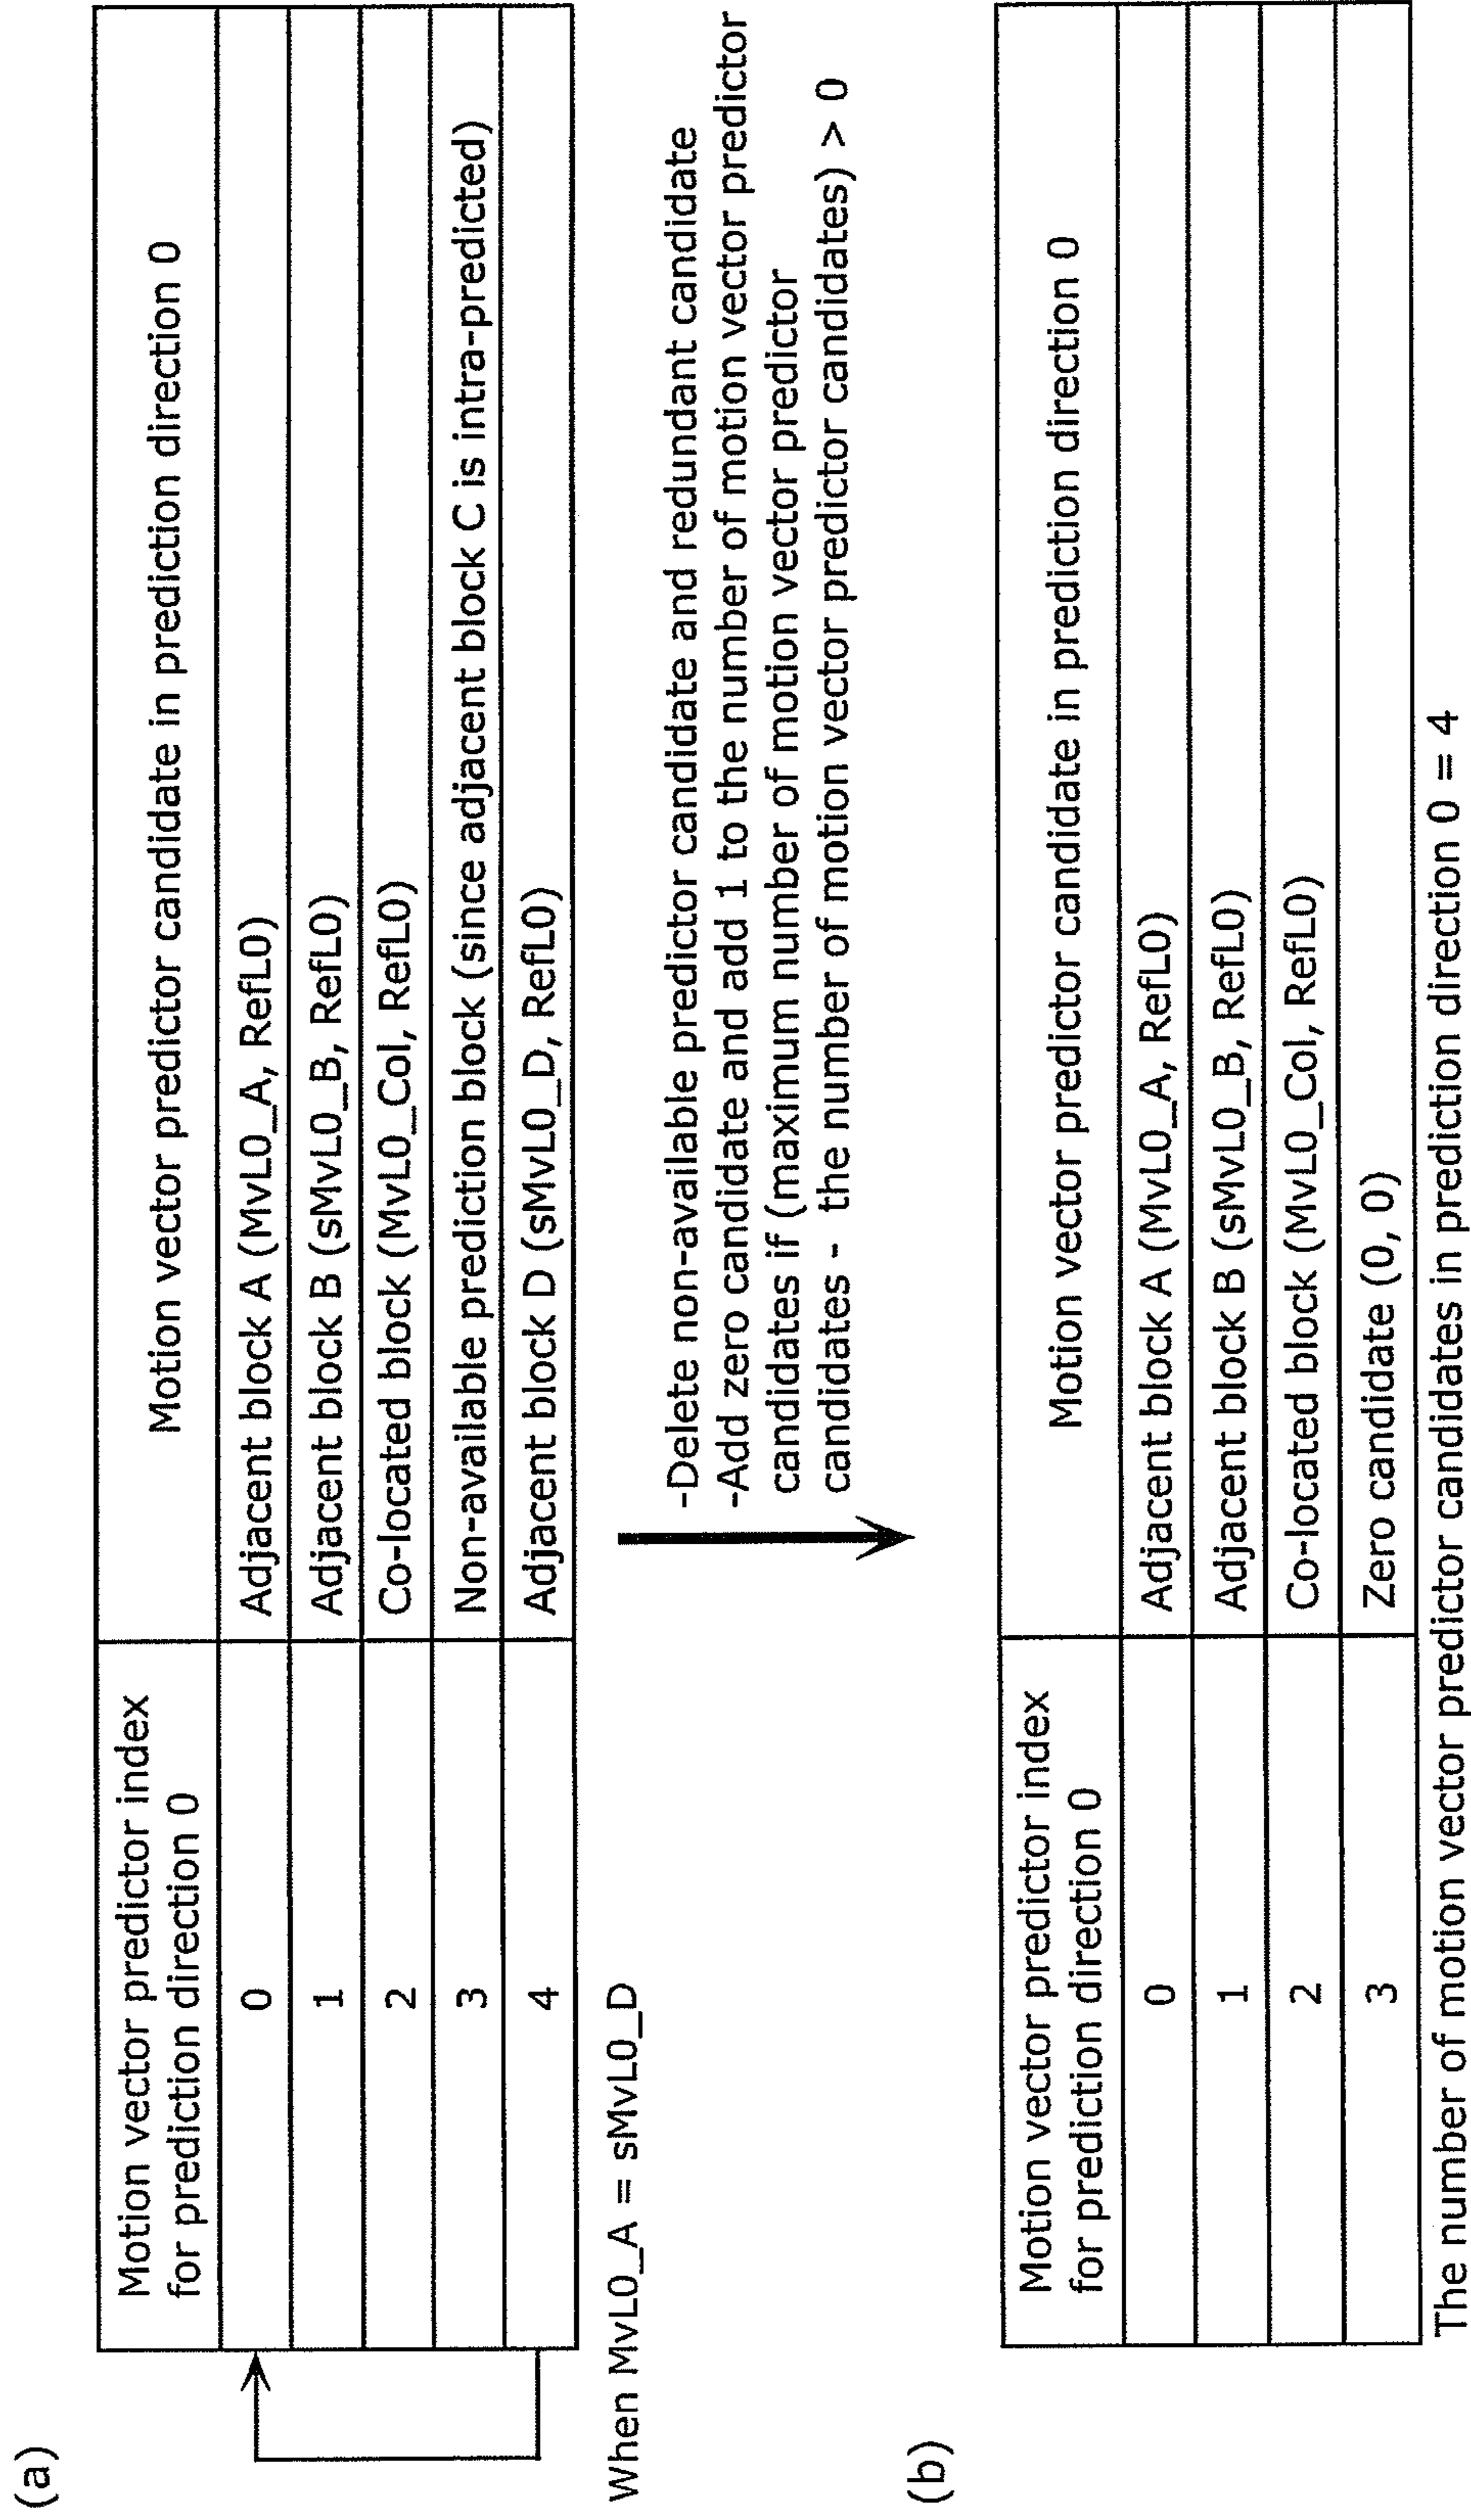 (a)
Motion vector predictor index
for prediction direction 0
Motion vector predictor candidate in prediction direction 0
0
Adjacent block A (MvL0_A, RefL0)
1
Adjacent block B (sMvL0_B, RefL0)
2
Co-located block (MvL0_Col, RefL0)
3
Non-available prediction block (since adjacent block C is intra-predicted)
4
Adjacent block D (sMvL0_D, RefL0)
When MvL0_A = sMvL0_D
-Delete non-available predictor candidate and redundant candidate
-Add zero candidate and add 1 to the number of motion vector predictor
candidates if (maximum number of motion vector predictor
candidates - the number of motion vector predictor candidates) > 0
(b)
Motion vector predictor index
for prediction direction 0
Motion vector predictor candidate in prediction direction 0
0
Adjacent block A (MvL0_A, RefL0)
1
Adjacent block B (sMvL0_B, RefL0)
2
Co-located block (MvL0_Col, RefL0)
3
Zero candidate (0, 0)
The number of motion vector predictor candidates in prediction direction 0 = 4